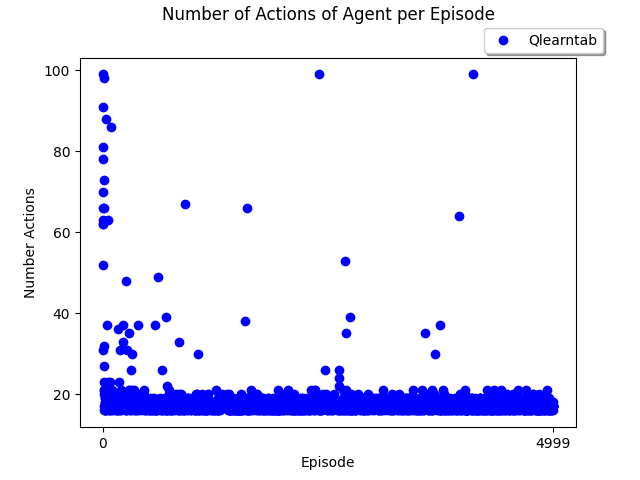 Number of Actions of Agent per Episode
Qlearntab
100
80
60
40
20
Number Actions
0
4999
Episode